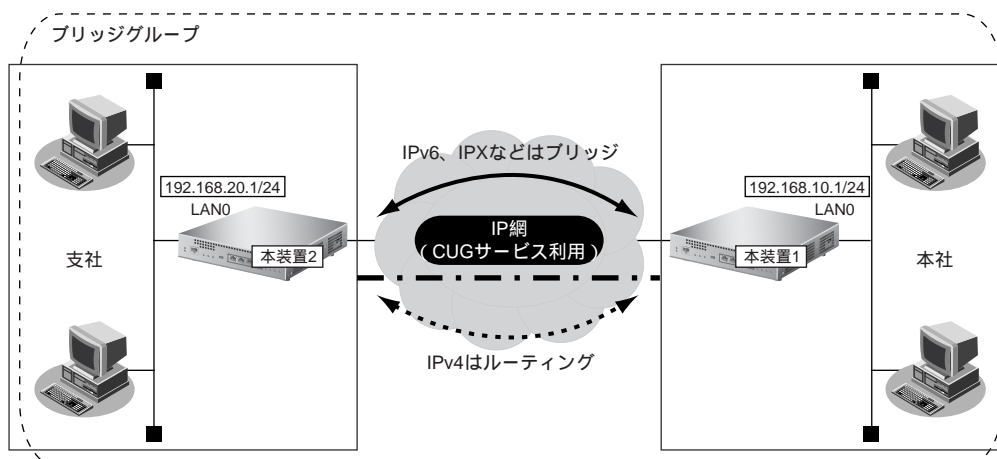 ブリッジグループ
IPv6、IPXなどはブリッジ
192.168.20.1/24
LAN0
192.168.10.1/24
LAN0
IP網
（CUGサービス利用）
支社
本装置2
本装置1
本社
IPv4はルーティング